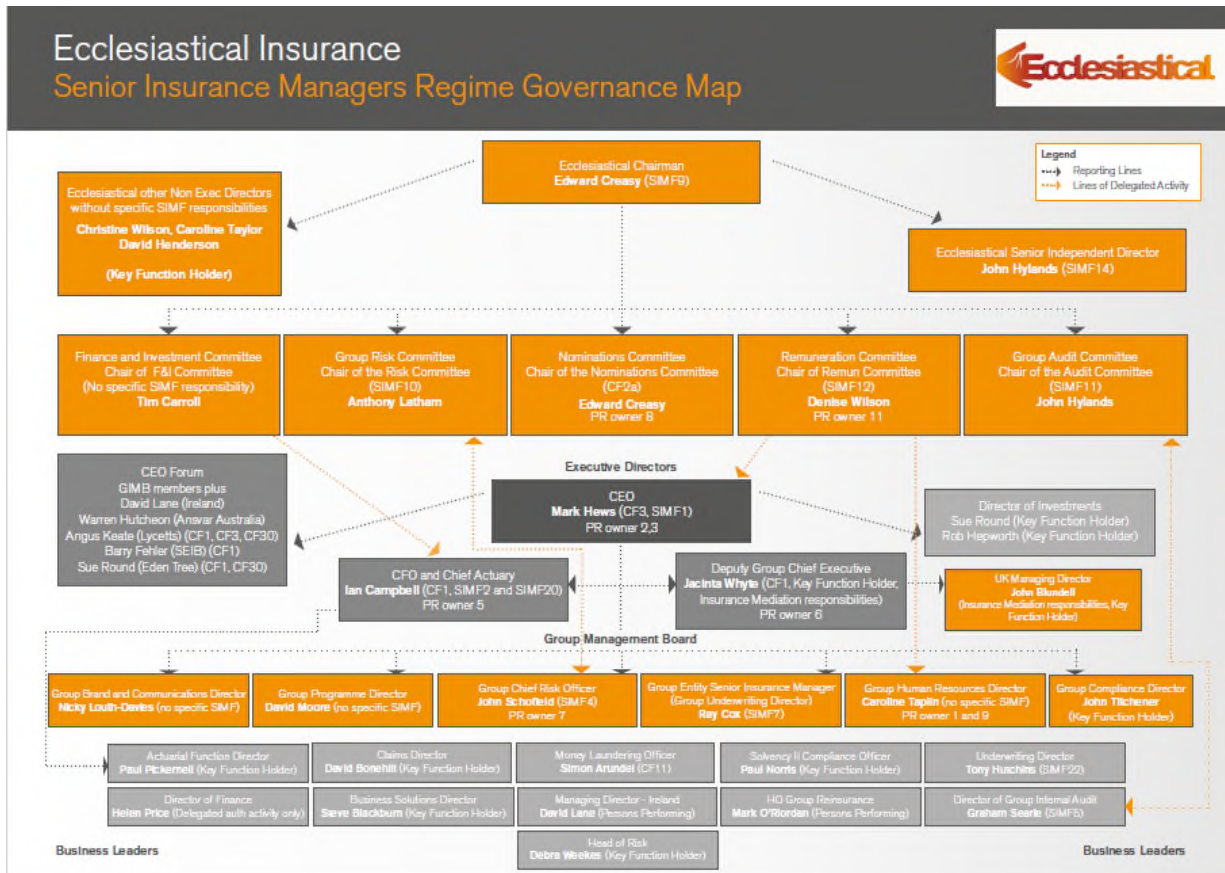 Ecclesiastical Insurance
Senior Insurance Managers Regime Governance Map
Ecclesiastical
Legend
Reporting Lines
Lines of Delegated Activity
Ecclesiastical Chairman
Edward Creasy (SIMF9)
Ecclesiastical other Non Exec Directors
without specific SIMF responsibilities
Christine Wilson, Caroline Taylor
David Henderson
(Key Function Holder)
Ecclesiastical Senior Independent Director
John Hylands (SIMF14)
Finance and Investment Committee
Chair of F&I Committee
(No specific SIMF responsibility)
Tim Carroll
Group Risk Committee
Chair of the Risk Committee
(SIMF10)
Anthony Latham
Nominations Committee
Chair of the Nominations Committee
(CF2a)
Edward Creasy
PR owner 8
Remuneration Committee
Chair of Remun Committee
(SIMF12)
Denise Wilson
PR owner 11
Group Audit Committee
Chair of the Audit Committee
(SIMF11)
John Hylands
CEO Forum
GIMB members plus
David Lane (Ireland)
Warren Hutcheon (Ansvar Australia)
Angus Keate (Lycetts) (CF1, CF3, CF30)
Barry Fehler (SEIB) (CF1)
Sue Round (Eden Tree) (CF1, CF30)
Executive Directors
CEO
Mark Hews (CF3, SIMF1)
PR owner 2,3
Director of Investments
Sue Round (Key Function Holder)
Rob Hepworth (Key Function Holder)
CFO and Chief Actuary
Ian Campbell (CF1, SIMF2 and SIMF20)
PR owner 5
Deputy Group Chief Executive
Jacinta Whyte (CF1, Key Function Holder,
Insurance Mediation responsibilities)
PR owner 6
UK Managing Director
John Blundell
(Insurance Mediation responsibilities, Key
Function Holder)
Group Management Board
Group Brand and Communications Director
Nicky Louth-Davies (no specific SIMF)
Group Programme Director
David Moore (no specific SIMF)
Group Chief Risk Officer
John Schofield (SIMF4)
PR owner 7
Group Entity Senior Insurance Manager
(Group Underwriting Director)
Ray Cox (SIMF7)
Group Human Resources Director
Caroline Taplin (no specific SIMF)
PR owner 1 and 9
Group Compliance Director
John Titchener
(Key Function Holder)
Actuarial Function Director
Paul Pickernell (Key Function Holder)
Claims Director
David Bonehill (Key Function Holder)
Money Laundering Officer
Simon Arundel (CF11)
Solvency II Compliance Officer
Paul Norris (Key Function Holder)
Underwriting Director
Tony Hutchins (SIMF22)
Director of Finance
Helen Price (Delegated auth activity only)
Business Solutions Director
Steve Blackburn (Key Function Holder)
Managing Director - Ireland
David Lane (Persons Performing)
HO Group Reinsurance
Mark O'Riordan (Persons Performing)
Director of Group Internal Audit
Graham Searle (SIMF5)
Head of Risk
Debra Weekes (Key Function Holder)
Business Leaders
Business Leaders